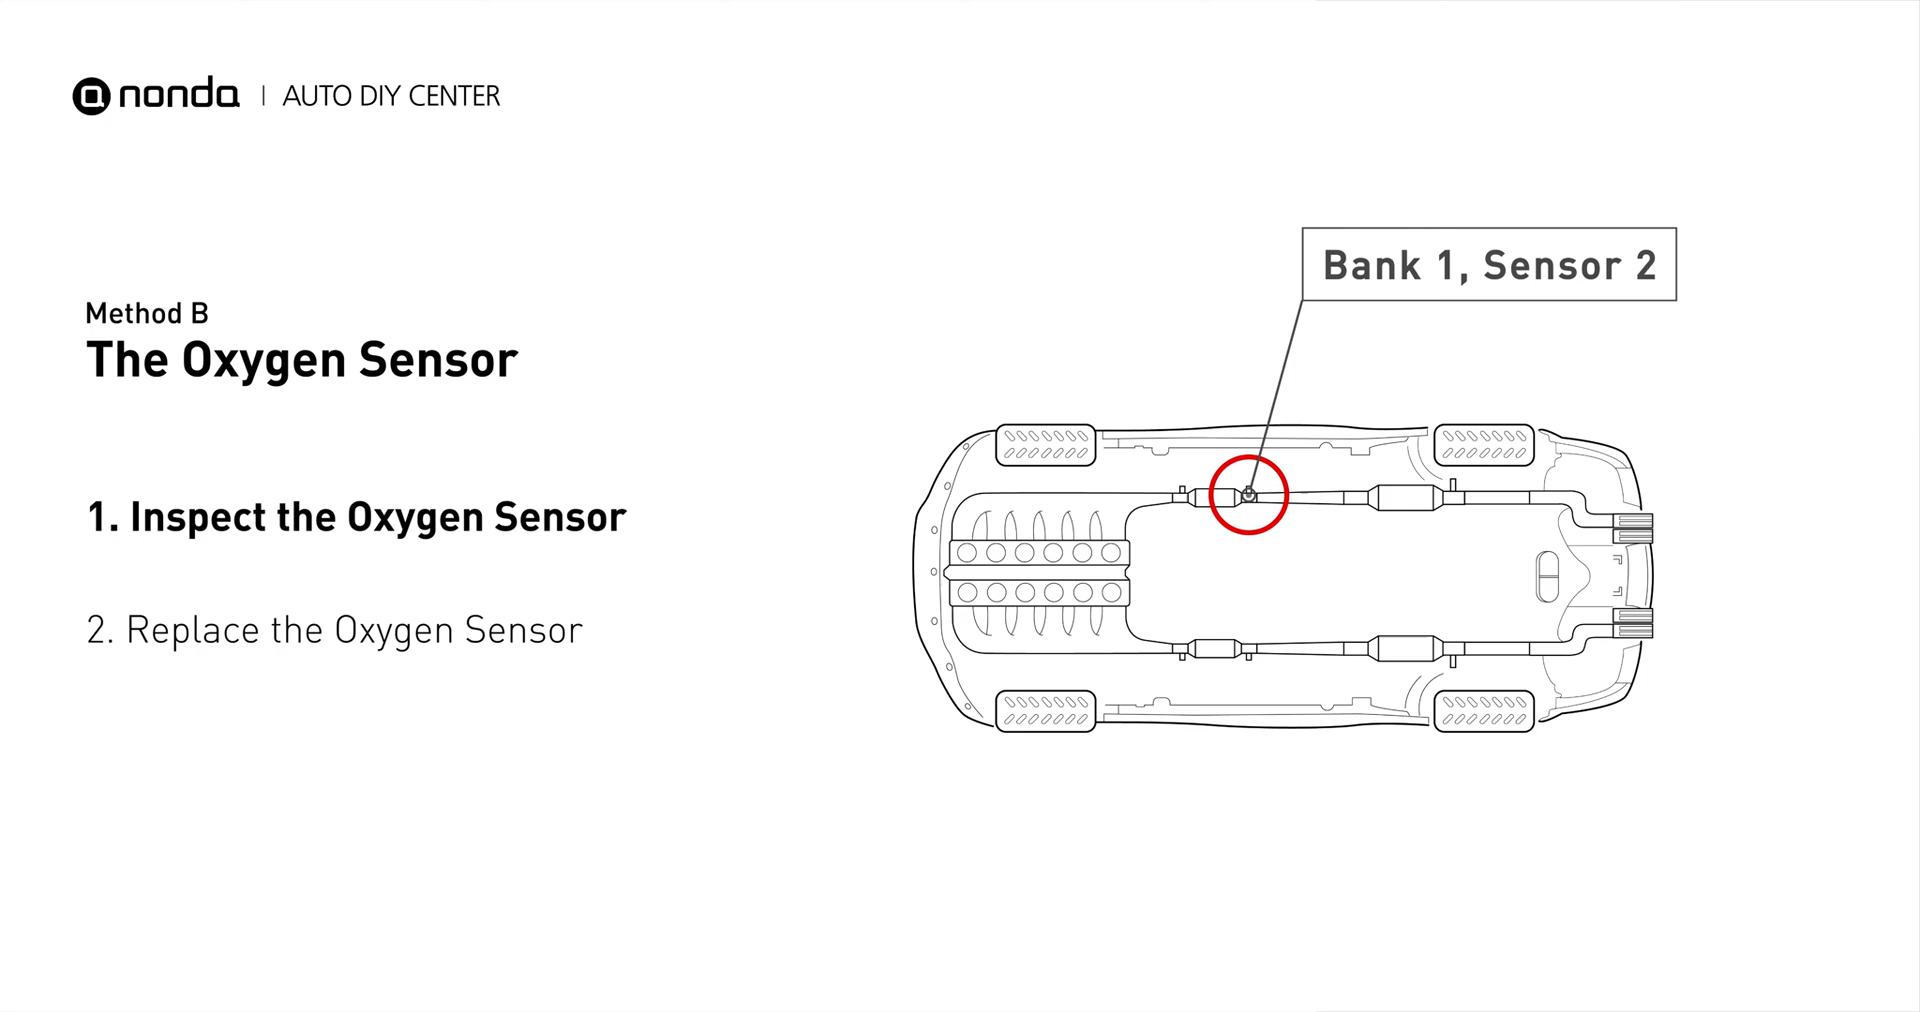 nonda | AUTO DIY CENTER
Bank 1, Sensor 2
Method B
The Oxygen Sensor
1. Inspect the Oxygen Sensor
2. Replace the Oxygen Sensor